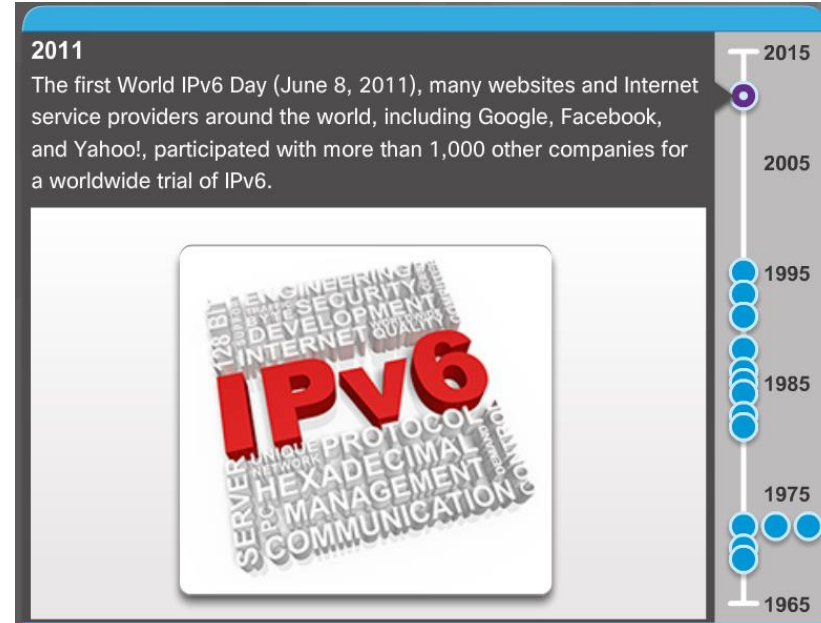 2011
The first World IPv6 Day (June 8, 2011), many websites and Internet
service providers around the world, including Google, Facebook,
and Yahoo!, participated with more than 1,000 other companies for
a worldwide trial of IPv6.
2015
2005
1995
1985
1975
1965
128 BIT
ENGINEERING
SECURITY
DEVELOPMENT
INTERNET
QUALITY
IPv6
SERVER
UNIQUE
NETWORK
PROTOCOL
HEXADECIMAL
PC
MANAGEMENT
COMMUNICATION
CONTROL
DEMAND